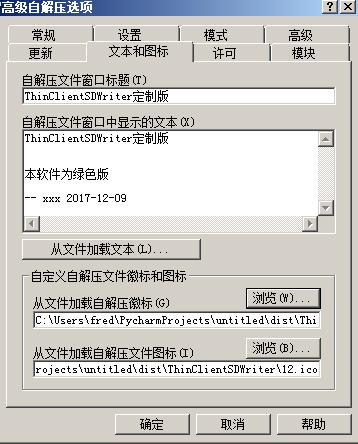 高级自解压选项
常规 设置 模式 高级
更新 文本和图标 许可 模块
自解压文件窗口标题(T)
ThinClientSDWriter定制版
自解压文件窗口中显示的文本(X)
ThinClientSDWriter定制版
本软件为绿色版
-- xxx 2017-12-09
从文件加载文本(L)...
自定义自解压文件徽标和图标
从文件加载自解压徽标(G) 浏览(W)...
C:\Users\fred\PycharmProjects\untitled\dist\Thi
从文件加载自解压文件图标(I) 浏览(B)...
rojects\untitled\dist\ThinClientSDWriter\12.ico
确定 取消 帮助